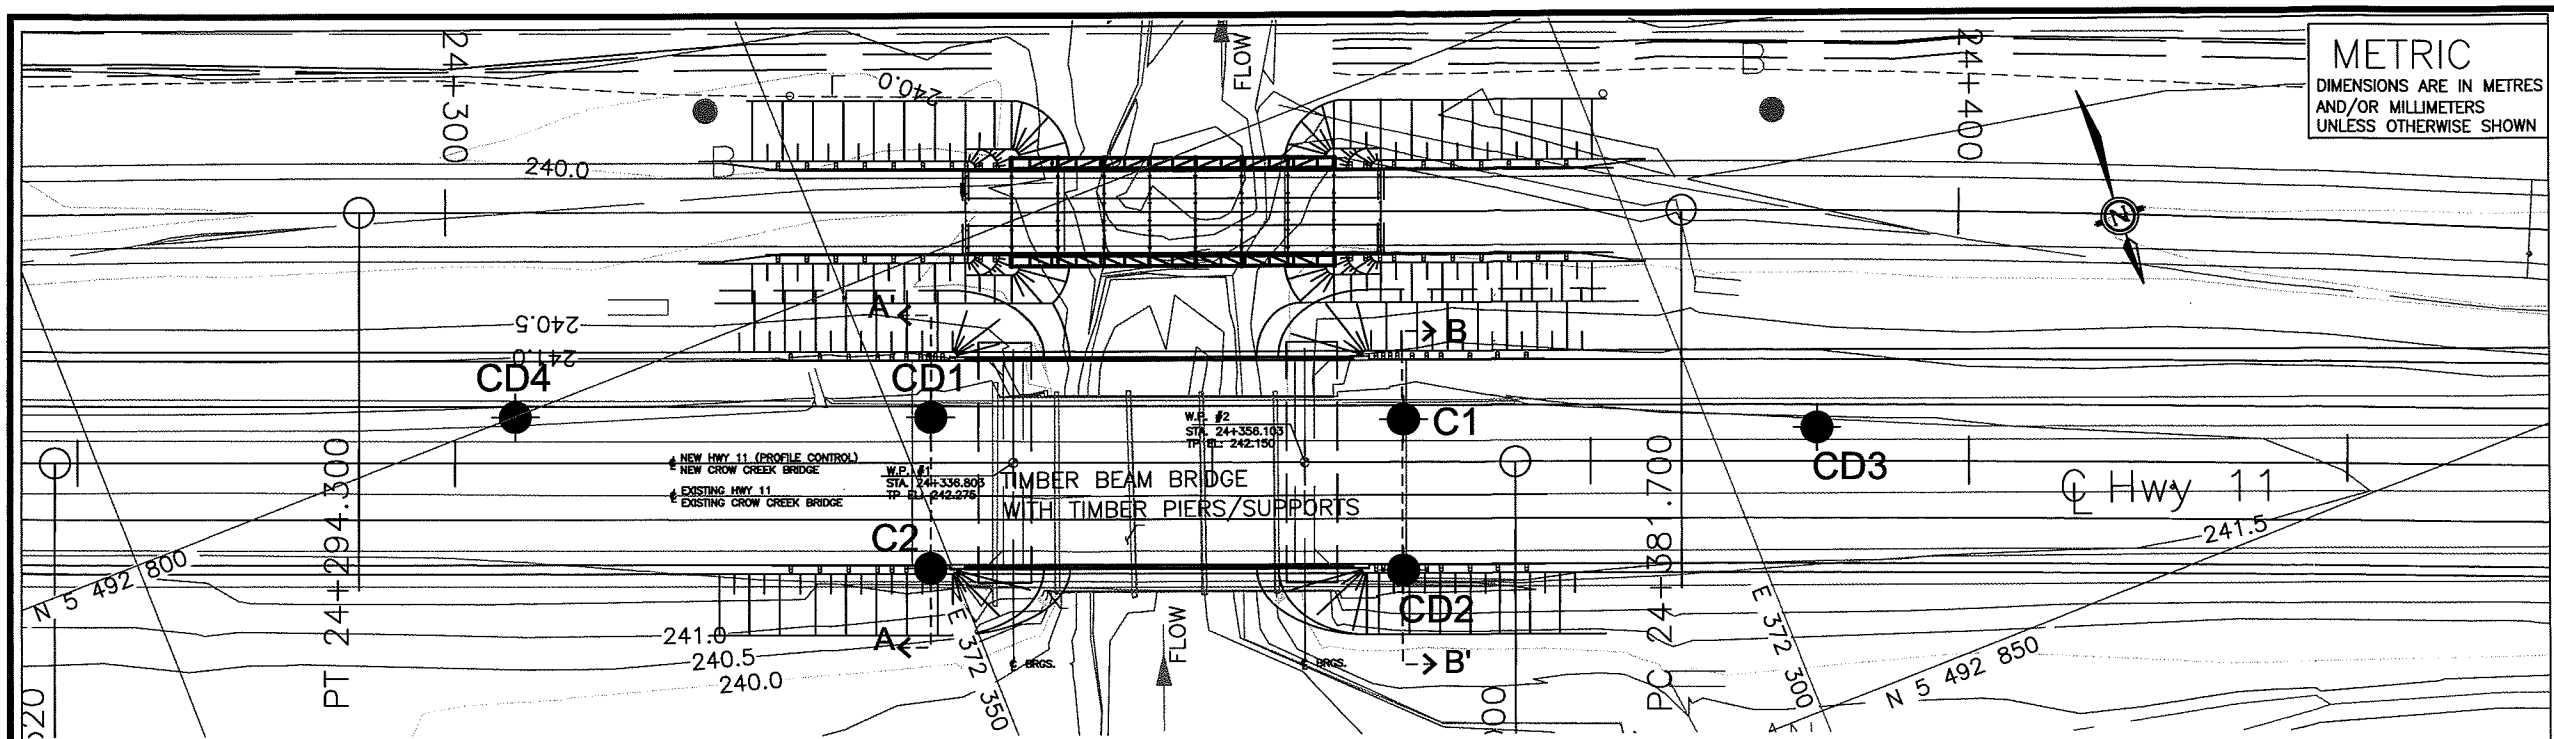 METRIC
DIMENSIONS ARE IN METRES
AND/OR MILLIMETERS
UNLESS OTHERWISE SHOWN
24+300
24+400
FLOW
240.0
B
B
240.0
Z
240.5
241.0
A'
B
CD4
CD1
C1
CD3
W.P. #2
STA. 24+356.103
TP EL: 242.150
NEW HWY 11 (PROFILE CONTROL)
NEW CROW CREEK BRIDGE
EXISTING HWY 11
EXISTING CROW CREEK BRIDGE
W.P. #1
STA. 24+336.803
TP EL: 242.275
TIMBER BEAM BRIDGE
WITH TIMBER PIERS/SUPPORTS
℄ Hwy 11
241.5
C2
CD2
N 5 492 800
PT 24+294.300
PC 24+381.700
241.0
240.5
240.0
A
B'
FLOW
℄ BRGS.
℄ BRGS.
E 372 350
E 372 300
N 5 492 850